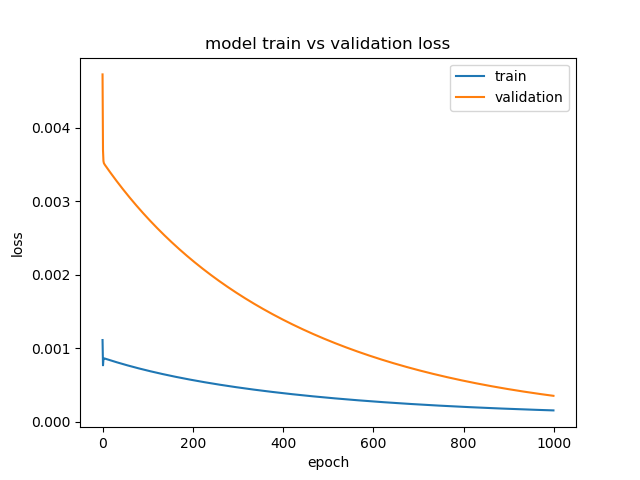 model train vs validation loss
train
validation
0.004
0.003
0.002
0.001
0.000
loss
0 200 400 600 800 1000
epoch